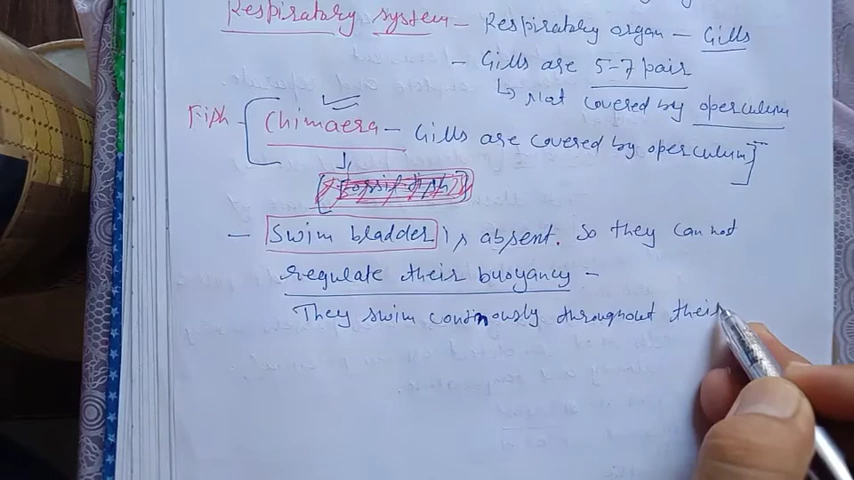 Respiratory system - Respiratory organ - Gills
- Gills are 5-7 pair
↳ Not covered by operculum
Fish - Chimaera - Gills are covered by operculum]
- Swim bladder is absent. So they can not
regulate their buoyancy -
They swim continously throughout their